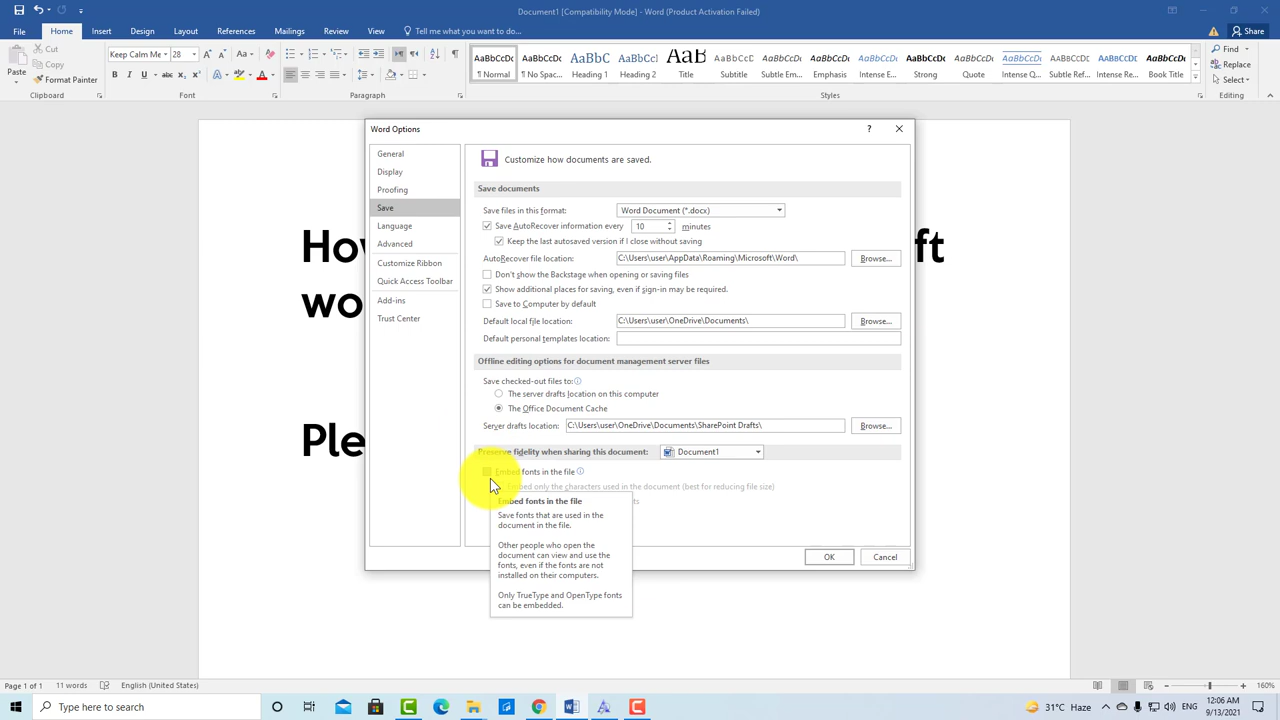 Document1 [Compatibility Mode] - Word (Product Activation Failed)
File Home Insert Design Layout References Mailings Review View Tell me what you want to do... Share
Paste
Cut
Copy
Format Painter
Clipboard
Keep Calm Me 28
Font
Paragraph
AaBbCcDc AaBbCcDc AaBbC AaBbCc AaB AaBbCcD AaBbCcDc AaBbCcDc AaBbCcDc AaBbCcDc AaBbCcDc AaBbCcDc AaBbCcDc AaBbCcDc AaBbCcDc
¶ Normal ¶ No Spac... Heading 1 Heading 2 Title Subtitle Subtle Em... Emphasis Intense E... Strong Quote Intense Q... Subtle Ref... Intense Re... Book Title
Styles
Find
Replace
Select
Editing
ft
wo
Ple
Word Options
?
General
Display
Proofing
Save
Language
Advanced
Customize Ribbon
Quick Access Toolbar
Add-ins
Trust Center
Customize how documents are saved.
Save documents
Save files in this format: Word Document (*.docx)
Save AutoRecover information every 10 minutes
Keep the last autosaved version if I close without saving
AutoRecover file location: C:\Users\user\AppData\Roaming\Microsoft\Word\ Browse...
Don't show the Backstage when opening or saving files
Show additional places for saving, even if sign-in may be required.
Save to Computer by default
Default local file location: C:\Users\user\OneDrive\Documents\ Browse...
Default personal templates location:
Offline editing options for document management server files
Save checked-out files to:
The server drafts location on this computer
The Office Document Cache
Server drafts location: C:\Users\user\OneDrive\Documents\SharePoint Drafts\ Browse...
Preserve fidelity when sharing this document: Document1
Embed fonts in the file
Embed only the characters used in the document (best for reducing file size)
Embed fonts in the file
Save fonts that are used in the
document in the file.
Other people who open the
document can view and use the
fonts, even if the fonts are not
installed on their computers.
Only TrueType and OpenType fonts
can be embedded.
OK Cancel
Page 1 of 1 11 words English (United States) 160%
Type here to search
31°C Haze ENG 12:06 AM
9/13/2021